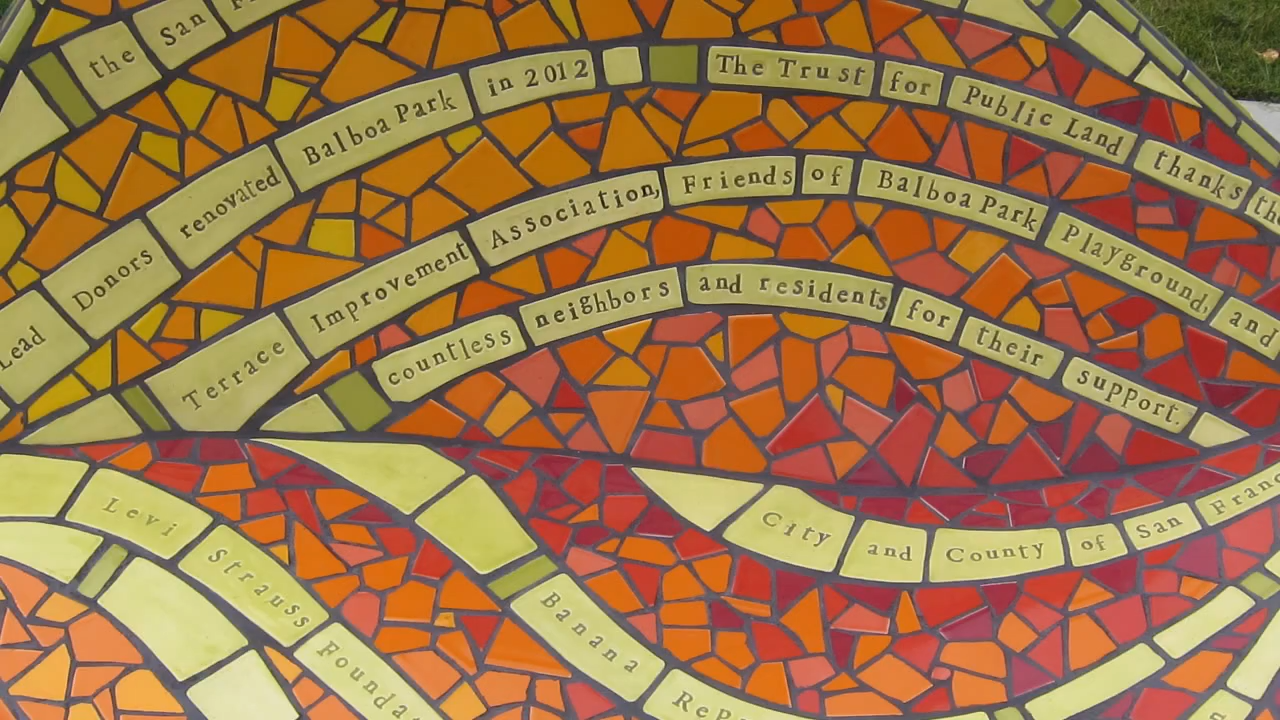 the San
Lead Donors renovated Balboa Park in 2012 The Trust for Public Land thanks
Terrace Improvement Association, Friends of Balboa Park Playground, and
countless neighbors and residents for their support.
Levi Strauss
Banana
City and County of San